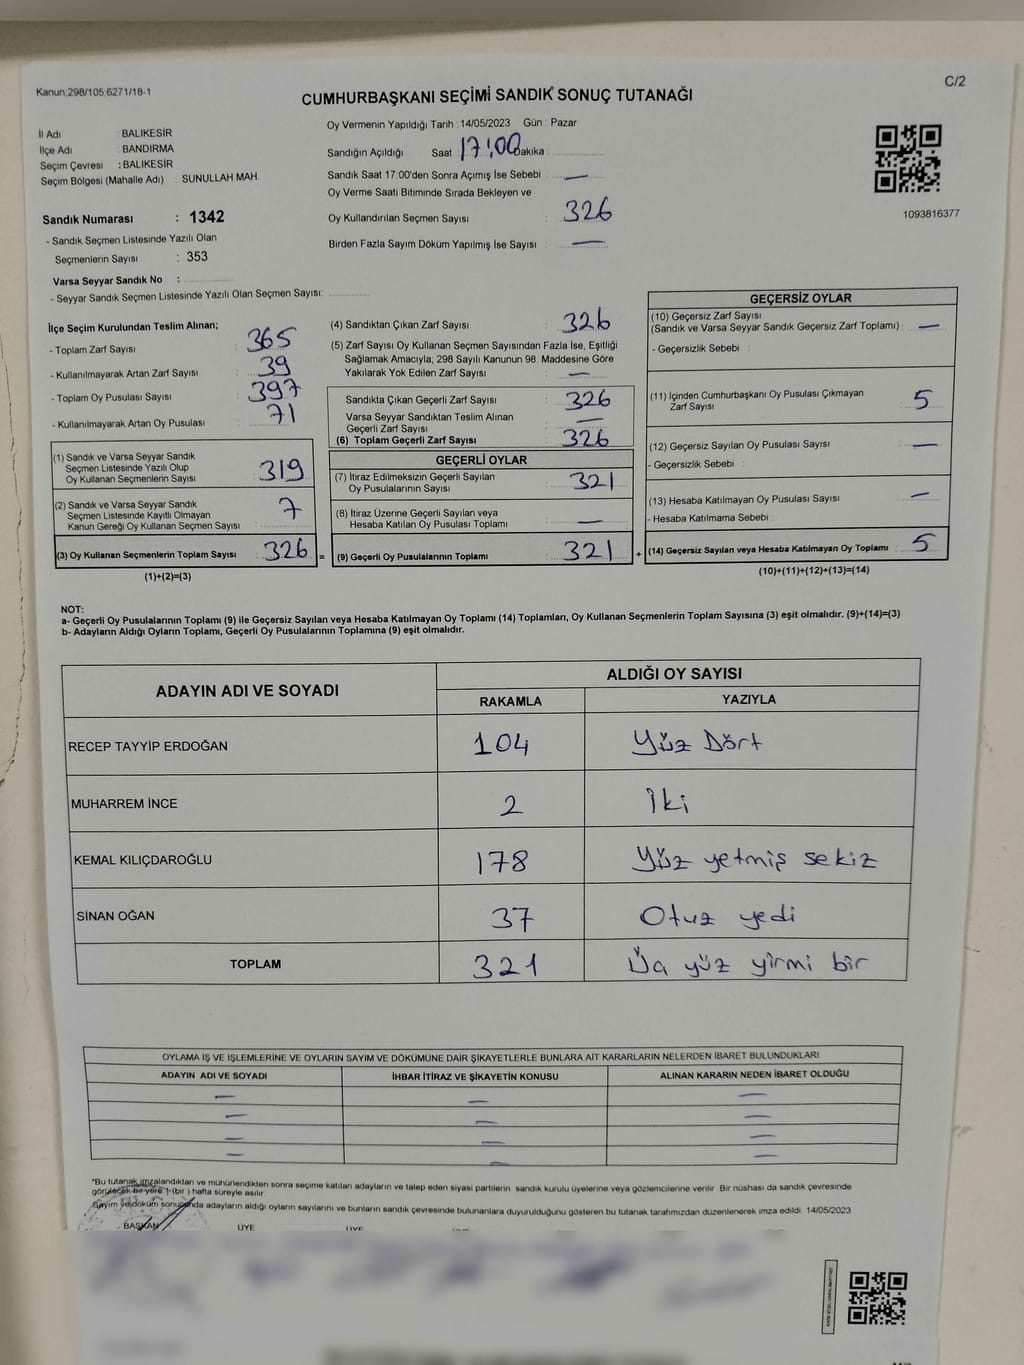 Kanun.298/105,6271/18-1
C/2
CUMHURBAŞKANI SEÇİMİ SANDIK SONUÇ TUTANAĞI
İl Adı : BALIKESİR
İlçe Adı : BANDIRMA
Seçim Çevresi : BALIKESİR
Seçim Bölgesi (Mahalle Adı) SUNULLAH MAH.
Sandık Numarası : 1342
- Sandık Seçmen Listesinde Yazılı Olan
Seçmenlerin Sayısı : 353
Varsa Seyyar Sandık No :
- Seyyar Sandık Seçmen Listesinde Yazılı Olan Seçmen Sayısı:
Oy Vermenin Yapıldığı Tarih : 14/05/2023 Gün : Pazar
Sandığın Açıldığı Saat 17:00 Dakika
Sandık Saat 17:00'den Sonra Açımış İse Sebebi : —
Oy Verme Saati Bitiminde Sırada Bekleyen ve
Oy Kullandırılan Seçmen Sayısı : 326
Birden Fazla Sayım Döküm Yapılmış İse Sayısı : —
1093816377
İlçe Seçim Kurulundan Teslim Alınan;
- Toplam Zarf Sayısı : 365
- Kullanılmayarak Artan Zarf Sayısı : 39
- Toplam Oy Pusulası Sayısı : 397
- Kullanılmayarak Artan Oy Pusulası : 71
(1) Sandık ve Varsa Seyyar Sandık
Seçmen Listesinde Yazılı Olup
Oy Kullanan Seçmenlerin Sayısı : 319
(2) Sandık ve Varsa Seyyar Sandık
Seçmen Listesinde Kayıtlı Olmayan
Kanun Gereği Oy Kullanan Seçmen Sayısı : 7
(3) Oy Kullanan Seçmenlerin Toplam Sayısı : 326 =
(1)+(2)=(3)
(4) Sandıktan Çıkan Zarf Sayısı : 326
(5) Zarf Sayısı Oy Kullanan Seçmen Sayısından Fazla İse, Eşitliği
Sağlamak Amacıyla; 298 Sayılı Kanunun 98. Maddesine Göre
Yakılarak Yok Edilen Zarf Sayısı : —
Sandıkta Çıkan Geçerli Zarf Sayısı : 326
Varsa Seyyar Sandıktan Teslim Alınan
Geçerli Zarf Sayısı : —
(6) Toplam Geçerli Zarf Sayısı : 326
GEÇERLİ OYLAR
(7) İtiraz Edilmeksizin Geçerli Sayılan
Oy Pusulalarının Sayısı : 321
(8) İtiraz Üzerine Geçerli Sayılan veya
Hesaba Katılan Oy Pusulası Toplamı : —
(9) Geçerli Oy Pusulalarının Toplamı : 321 +
GEÇERSİZ OYLAR
(10) Geçersiz Zarf Sayısı
(Sandık ve Varsa Seyyar Sandık Geçersiz Zarf Toplamı) : —
- Geçersizlik Sebebi :
(11) İçinden Cumhurbaşkanı Oy Pusulası Çıkmayan
Zarf Sayısı : 5
(12) Geçersiz Sayılan Oy Pusulası Sayısı : —
- Geçersizlik Sebebi :
(13) Hesaba Katılmayan Oy Pusulası Sayısı : —
- Hesaba Katılmama Sebebi :
(14) Geçersiz Sayılan veya Hesaba Katılmayan Oy Toplamı : 5
(10)+(11)+(12)+(13)=(14)
NOT:
a- Geçerli Oy Pusulalarının Toplamı (9) ile Geçersiz Sayılan veya Hesaba Katılmayan Oy Toplamı (14) Toplamları, Oy Kullanan Seçmenlerin Toplam Sayısına (3) eşit olmalıdır. (9)+(14)=(3)
b- Adayların Aldığı Oyların Toplamı, Geçerli Oy Pusulalarının Toplamına (9) eşit olmalıdır.
ADAYIN ADI VE SOYADI ALDIĞI OY SAYISI
RAKAMLA YAZIYLA
RECEP TAYYİP ERDOĞAN 104 Yüz Dört
MUHARREM İNCE 2 İki
KEMAL KILIÇDAROĞLU 178 Yüz yetmiş sekiz
SİNAN OĞAN 37 Otuz yedi
TOPLAM 321 Üç yüz yirmi bir
OYLAMA İŞ VE İŞLEMLERİNE VE OYLARIN SAYIM VE DÖKÜMÜNE DAİR ŞİKAYETLERLE BUNLARA AİT KARARLARIN NELERDEN İBARET BULUNDUKLARI
ADAYIN ADI VE SOYADI İHBAR İTİRAZ VE ŞİKAYETİN KONUSU ALINAN KARARIN NEDEN İBARET OLDUĞU
— — —
— — —
— — —
— — —
"Bu tutanak imzalandıktan ve mühürlendikten sonra seçime katılan adayların ve talep eden siyasi partilerin sandık kurulu üyelerine veya gözlemcilerine verilir. Bir nüshası da sandık çevresinde
görülecek bir yere 1 (bir ) hafta süreyle asılır.
Sayım ve döküm sonucunda adayların aldığı oyların sayılarını ve bunların sandık çevresinde bulunanlara duyurulduğunu gösteren bu tutanak tarafımızdan düzenlenerek imza edildi. 14/05/2023
BAŞKAN ÜYE ÜYE